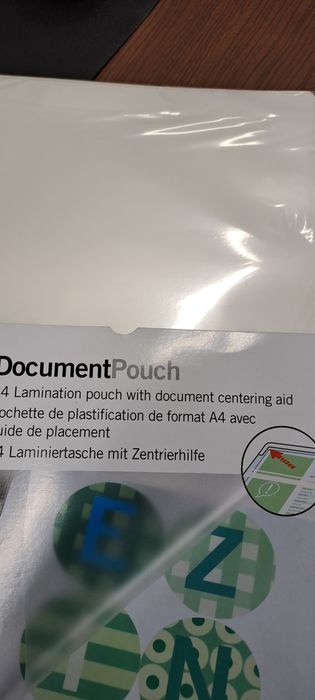 DocumentPouch
4 Lamination pouch with document centering aid
ochette de plastification de format A4 avec
uide de placement
4 Laminiertasche mit Zentrierhilfe
E
Z
I
N